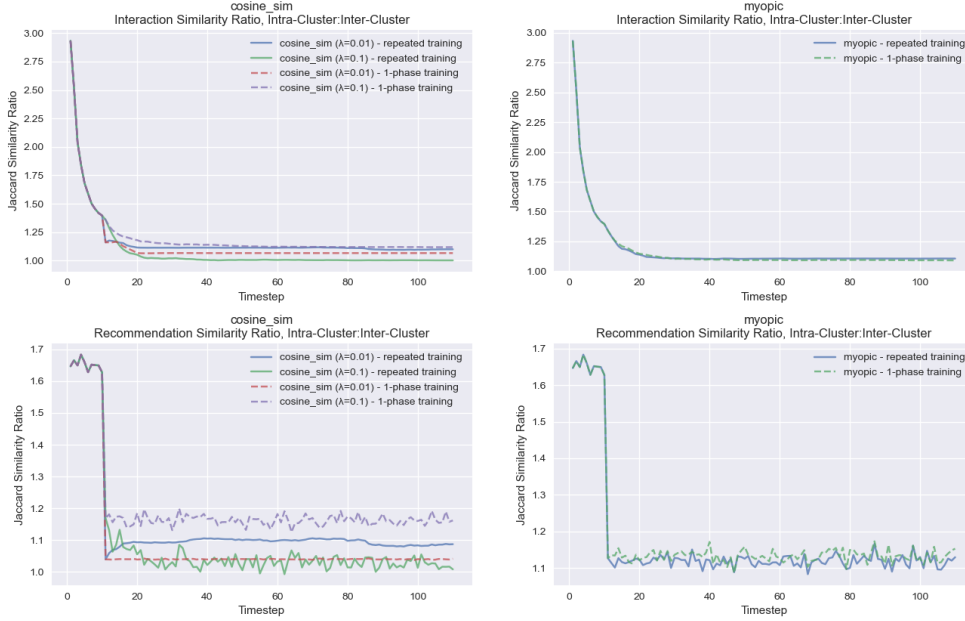 cosine_sim
Interaction Similarity Ratio, Intra-Cluster:Inter-Cluster
3.00
2.75
2.50
2.25
2.00
1.75
1.50
1.25
1.00
Jaccard Similarity Ratio
cosine_sim (λ=0.01) - repeated training
cosine_sim (λ=0.1) - repeated training
cosine_sim (λ=0.01) - 1-phase training
cosine_sim (λ=0.1) - 1-phase training
0 20 40 60 80 100
Timestep
myopic
Interaction Similarity Ratio, Intra-Cluster:Inter-Cluster
3.00
2.75
2.50
2.25
2.00
1.75
1.50
1.25
1.00
Jaccard Similarity Ratio
myopic - repeated training
myopic - 1-phase training
0 20 40 60 80 100
Timestep
cosine_sim
Recommendation Similarity Ratio, Intra-Cluster:Inter-Cluster
1.7
1.6
1.5
1.4
1.3
1.2
1.1
1.0
Jaccard Similarity Ratio
cosine_sim (λ=0.01) - repeated training
cosine_sim (λ=0.1) - repeated training
cosine_sim (λ=0.01) - 1-phase training
cosine_sim (λ=0.1) - 1-phase training
0 20 40 60 80 100
Timestep
myopic
Recommendation Similarity Ratio, Intra-Cluster:Inter-Cluster
1.7
1.6
1.5
1.4
1.3
1.2
1.1
Jaccard Similarity Ratio
myopic - repeated training
myopic - 1-phase training
0 20 40 60 80 100
Timestep